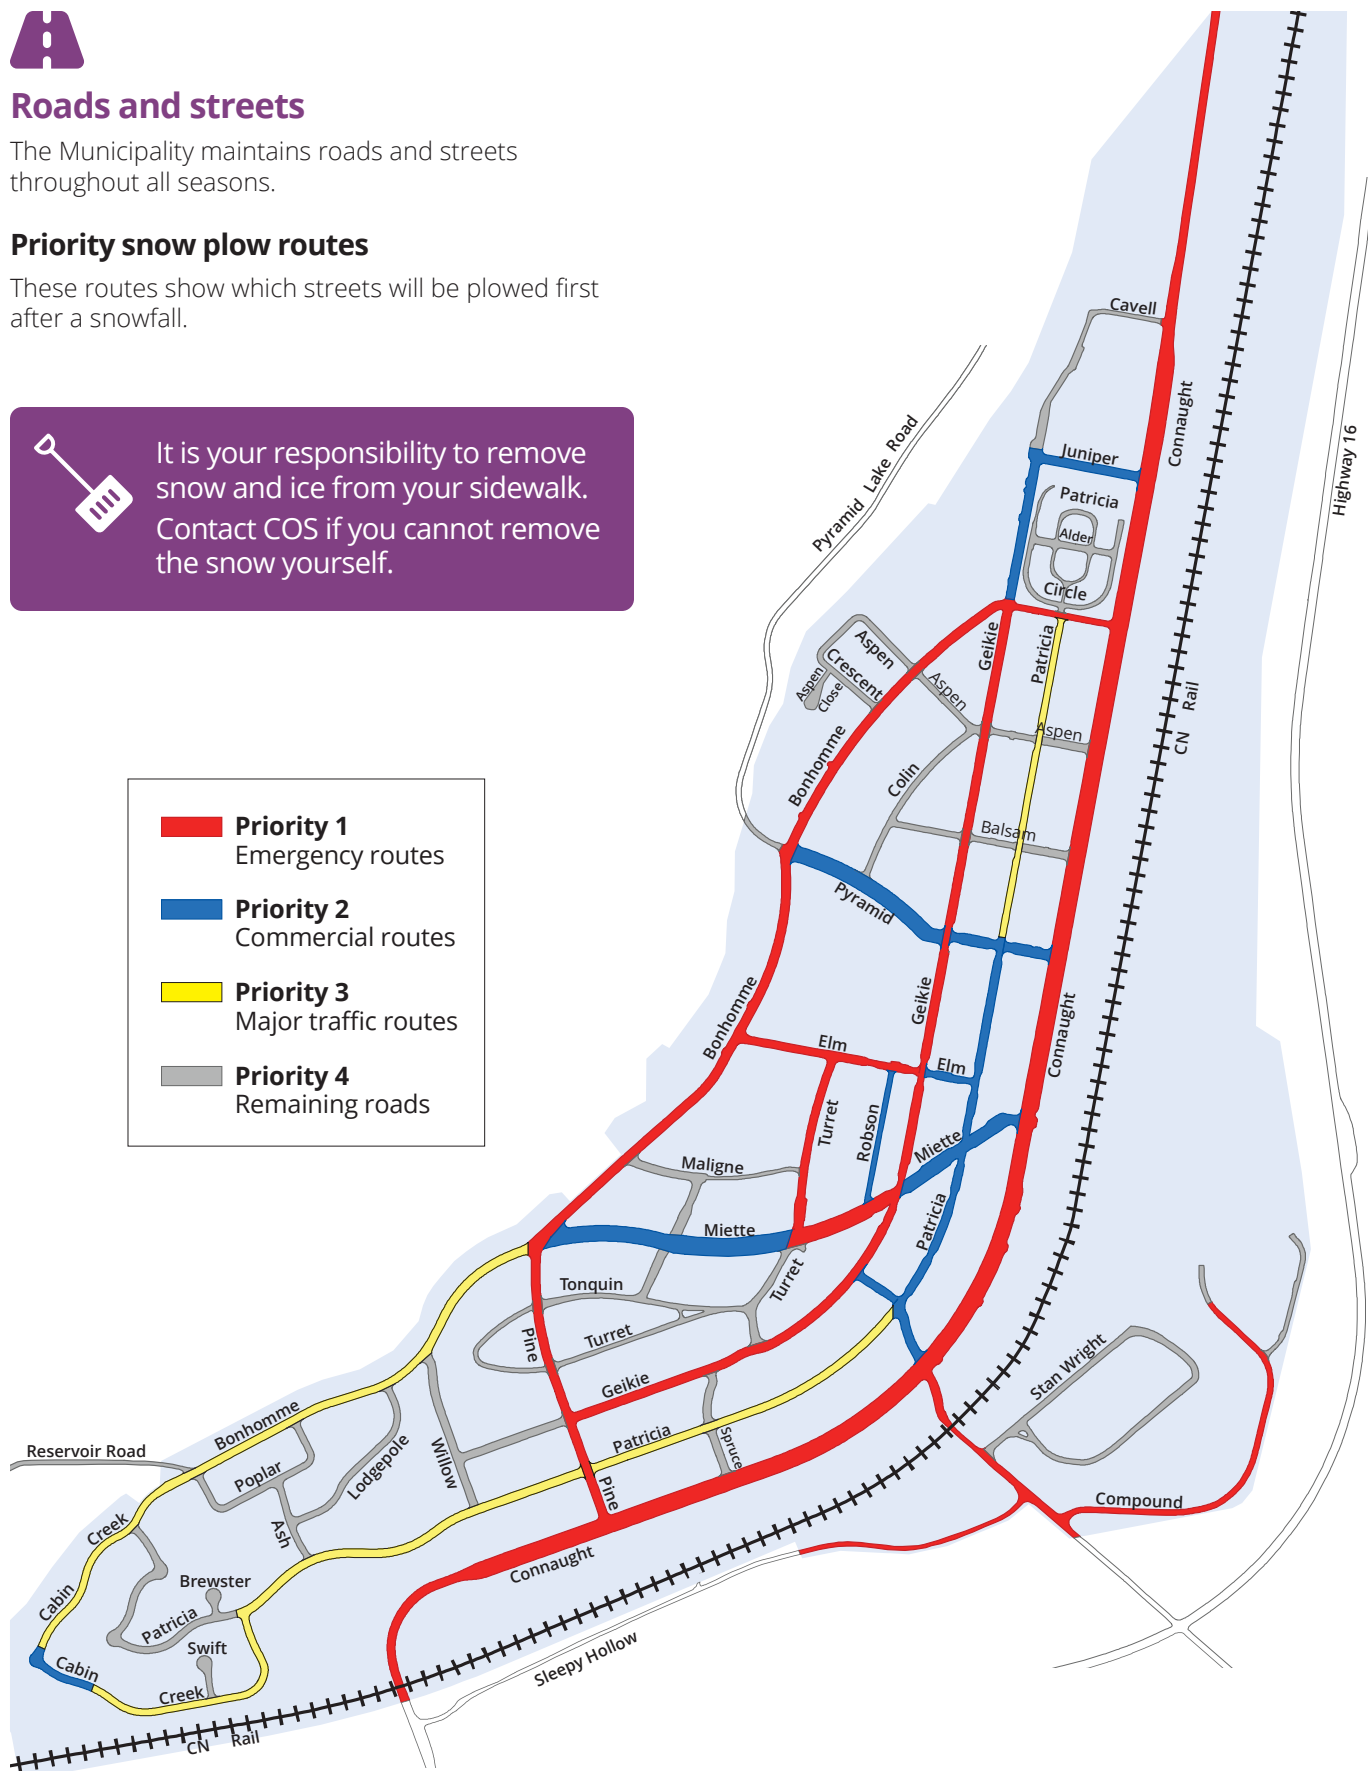 Roads and streets
The Municipality maintains roads and streets
throughout all seasons.
Priority snow plow routes
These routes show which streets will be plowed first
after a snowfall.
It is your responsibility to remove
snow and ice from your sidewalk.
Contact COS if you cannot remove
the snow yourself.
Priority 1
Emergency routes
Priority 2
Commercial routes
Priority 3
Major traffic routes
Priority 4
Remaining roads
Cavell
Connaught
Highway 16
Juniper
Pyramid Lake Road
Patricia
Alder
Circle
Geikie
Patricia
Aspen
Crescent
Aspen
Close
Aspen
Aspen
CN Rail
Bonhomme
Colin
Balsam
Pyramid
Bonhomme
Geikie
Connaught
Elm
Elm
Turret
Robson
Miette
Maligne
Patricia
Miette
Tonquin
Turret
Pine
Turret
Stan Wright
Geikie
Bonhomme
Patricia
Spruce
Reservoir Road
Willow
Poplar
Lodgepole
Pine
Compound
Creek
Ash
Connaught
Brewster
Cabin
Patricia
Swift
Sleepy Hollow
Cabin
Creek
CN Rail